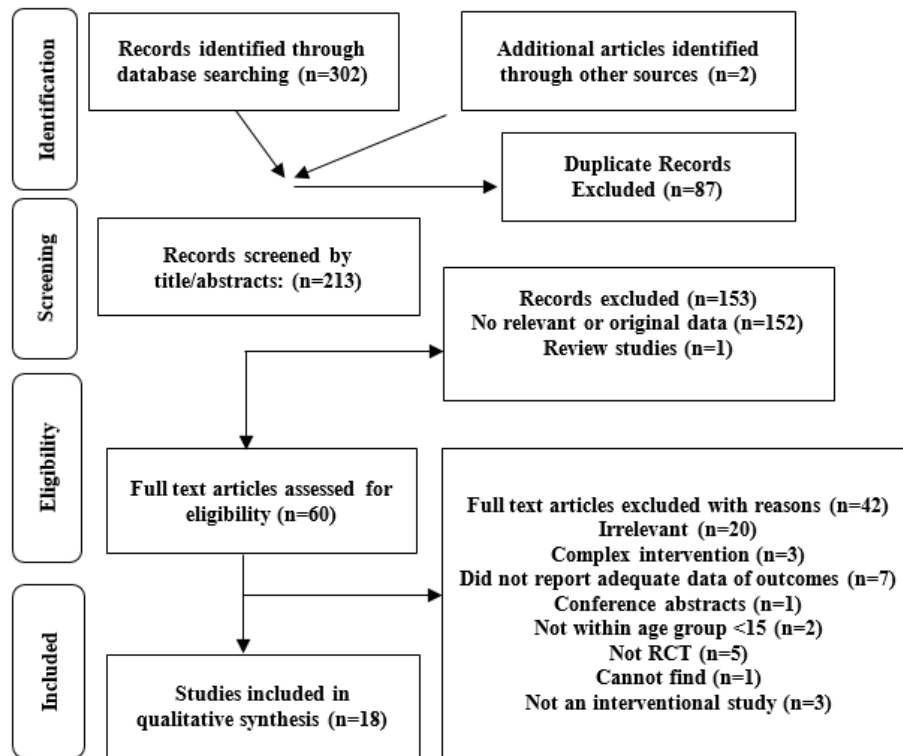 Identification
Records identified through
database searching (n=302)
Additional articles identified
through other sources (n=2)
Duplicate Records
Excluded (n=87)
Screening
Records screened by
title/abstracts: (n=213)
Records excluded (n=153)
No relevant or original data (n=152)
Review studies (n=1)
Eligibility
Full text articles assessed for
eligibility (n=60)
Full text articles excluded with reasons (n=42)
Irrelevant (n=20)
Complex intervention (n=3)
Did not report adequate data of outcomes (n=7)
Conference abstracts (n=1)
Not within age group <15 (n=2)
Not RCT (n=5)
Cannot find (n=1)
Not an interventional study (n=3)
Included
Studies included in
qualitative synthesis (n=18)